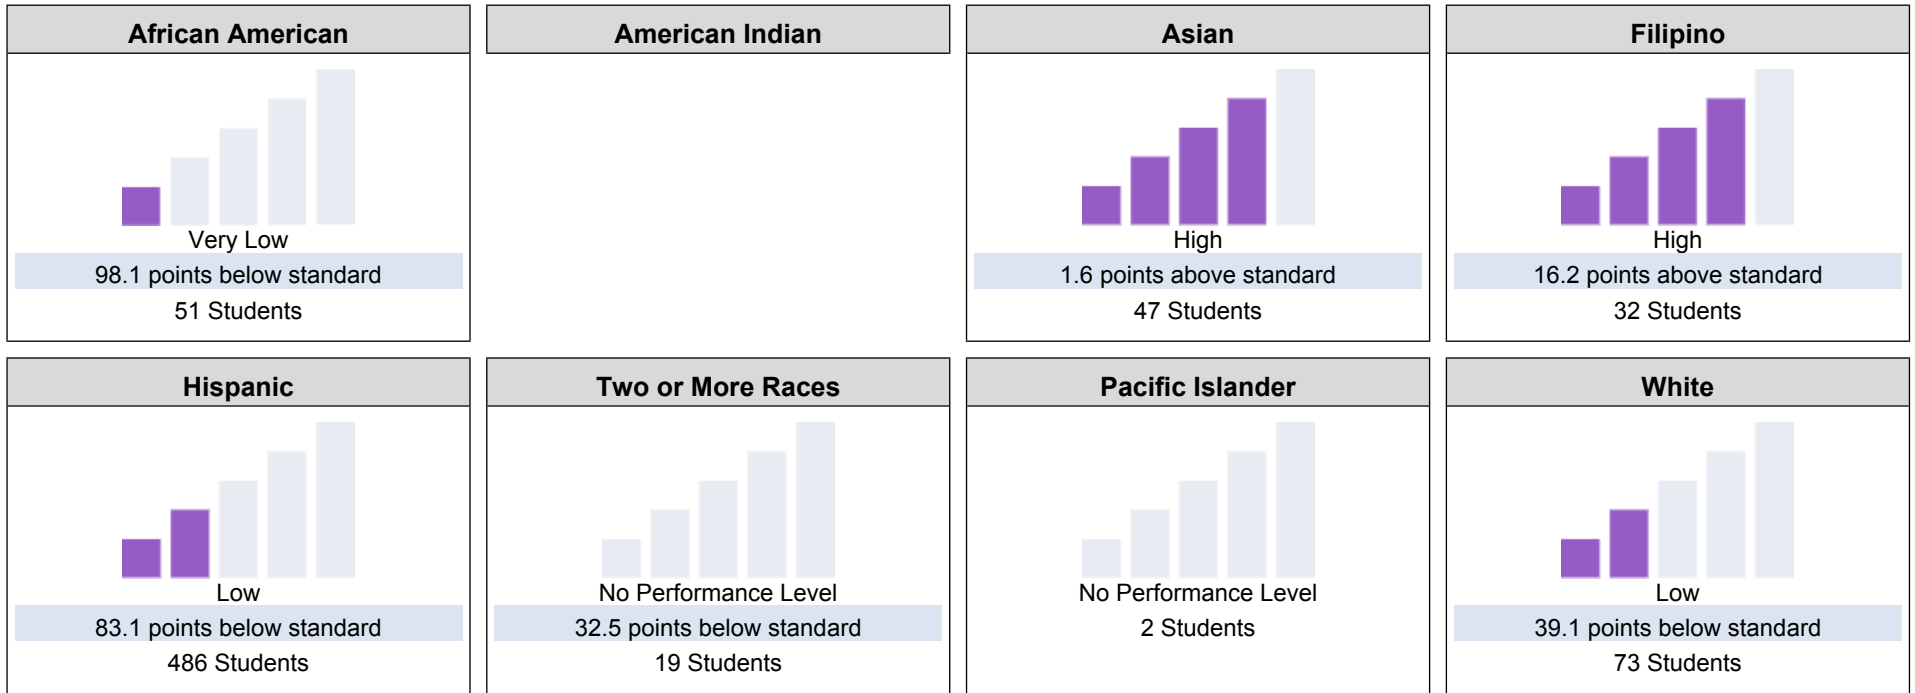 African American
Very Low
98.1 points below standard
51 Students
American Indian
Asian
High
1.6 points above standard
47 Students
Filipino
High
16.2 points above standard
32 Students
Hispanic
Low
83.1 points below standard
486 Students
Two or More Races
No Performance Level
32.5 points below standard
19 Students
Pacific Islander
No Performance Level
2 Students
White
Low
39.1 points below standard
73 Students